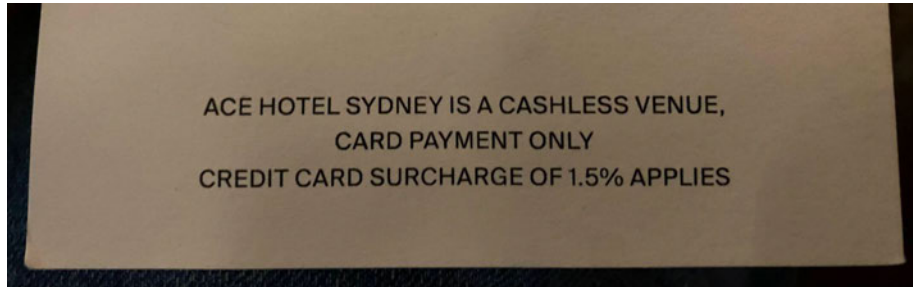 ACE HOTEL SYDNEY IS A CASHLESS VENUE,
CARD PAYMENT ONLY
CREDIT CARD SURCHARGE OF 1.5% APPLIES